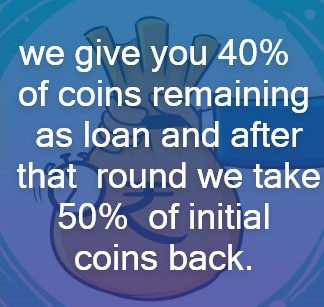 we give you 40%
of coins remaining
as loan and after
that round we take
50% of initial
coins back.